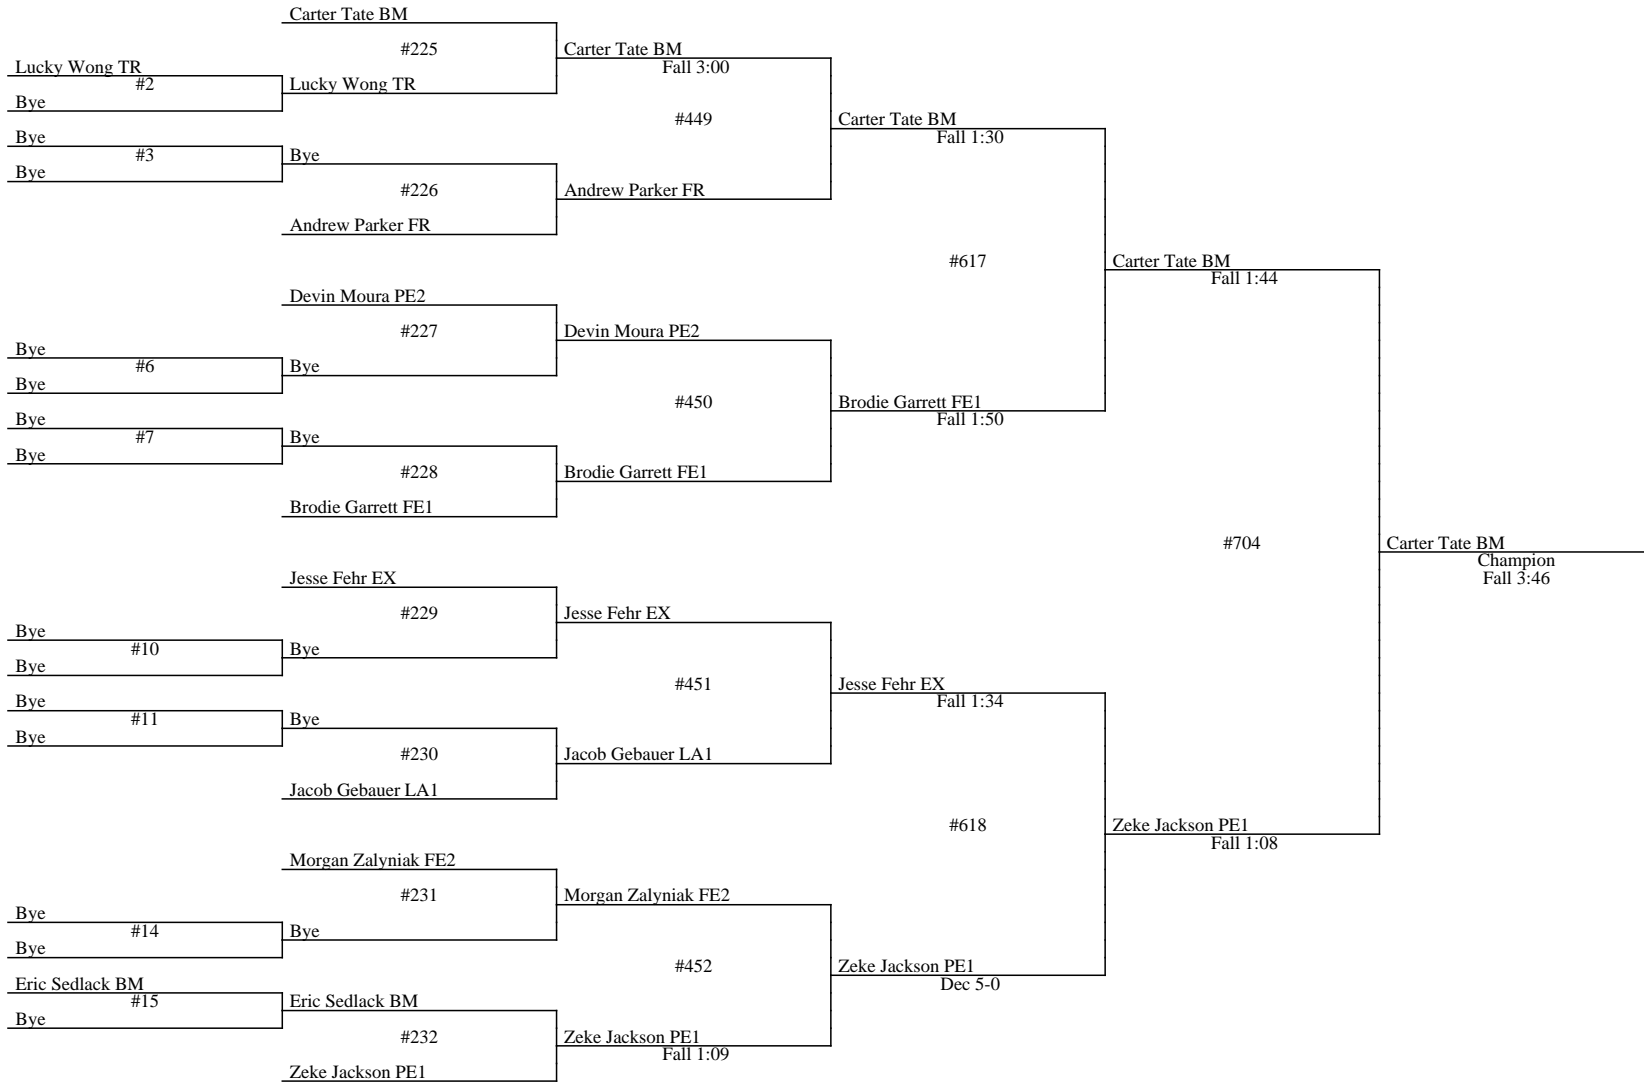 Carter Tate BM
#225
Carter Tate BM
Fall 3:00
Lucky Wong TR
#2
Lucky Wong TR
Bye
#449
Carter Tate BM
Fall 1:30
Bye
#3
Bye
Bye
#226
Andrew Parker FR
Andrew Parker FR
#617
Carter Tate BM
Fall 1:44
Devin Moura PE2
#227
Devin Moura PE2
Bye
#6
Bye
Bye
#450
Brodie Garrett FE1
Fall 1:50
Bye
#7
Bye
Bye
#228
Brodie Garrett FE1
Brodie Garrett FE1
#704
Carter Tate BM
Champion
Fall 3:46
Jesse Fehr EX
#229
Jesse Fehr EX
Bye
#10
Bye
Bye
#451
Jesse Fehr EX
Fall 1:34
Bye
#11
Bye
Bye
#230
Jacob Gebauer LA1
Jacob Gebauer LA1
#618
Zeke Jackson PE1
Fall 1:08
Morgan Zalyniak FE2
#231
Morgan Zalyniak FE2
Bye
#14
Bye
Bye
#452
Zeke Jackson PE1
Dec 5-0
Eric Sedlack BM
#15
Eric Sedlack BM
Bye
#232
Zeke Jackson PE1
Fall 1:09
Zeke Jackson PE1